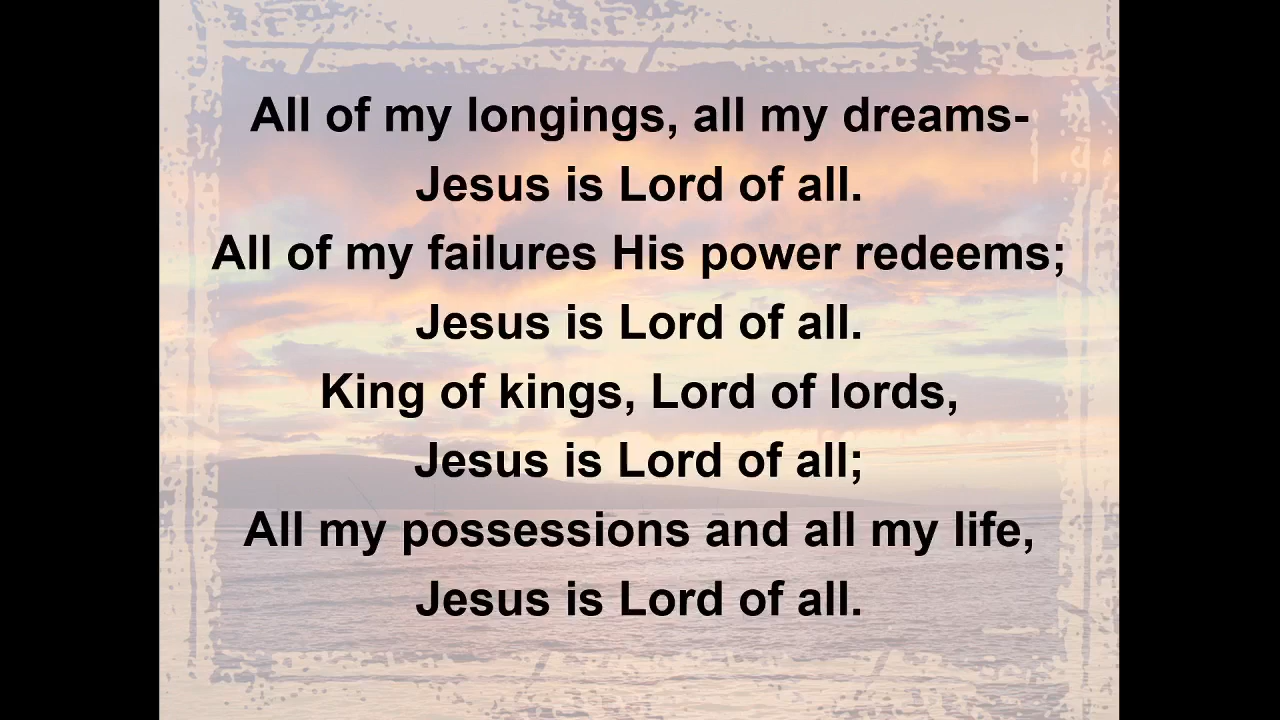 All of my longings, all my dreams-
Jesus is Lord of all.
All of my failures His power redeems;
Jesus is Lord of all.
King of kings, Lord of lords,
Jesus is Lord of all;
All my possessions and all my life,
Jesus is Lord of all.